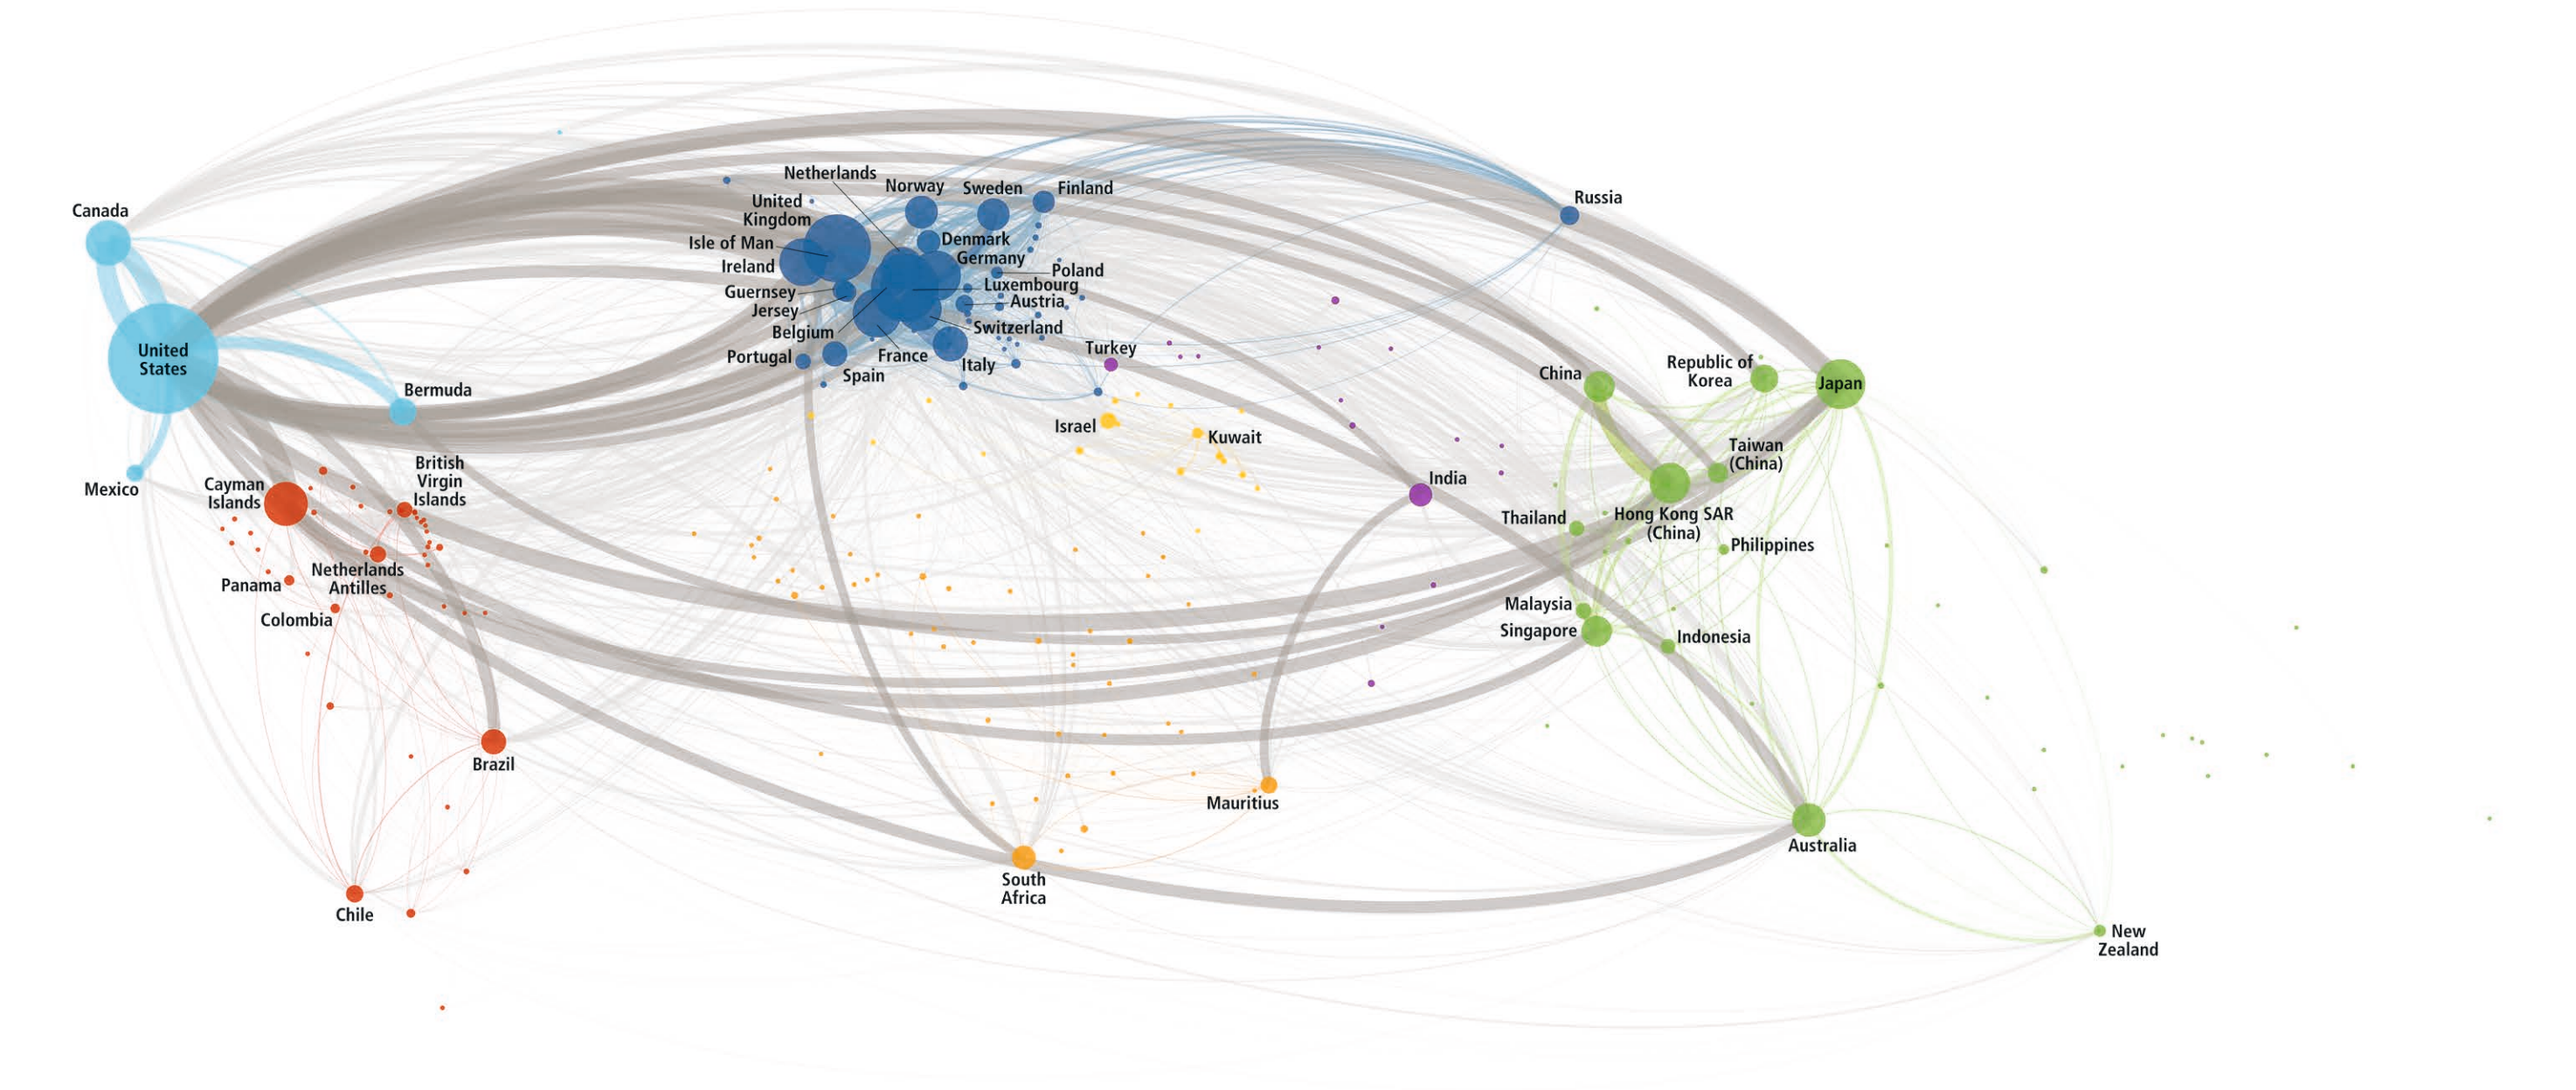 Canada
United
States
Mexico
Bermuda
Cayman
Islands
British
Virgin
Islands
Netherlands
Antilles
Panama
Colombia
Brazil
Chile
Netherlands
United
Kingdom
Isle of Man
Ireland
Guernsey
Jersey
Belgium
Portugal
Spain
France
Norway
Sweden
Finland
Denmark
Germany
Poland
Luxembourg
Austria
Switzerland
Italy
Turkey
Israel
Kuwait
Russia
India
Mauritius
South
Africa
China
Republic of
Korea
Japan
Taiwan
(China)
Hong Kong SAR
(China)
Thailand
Philippines
Malaysia
Singapore
Indonesia
Australia
New
Zealand